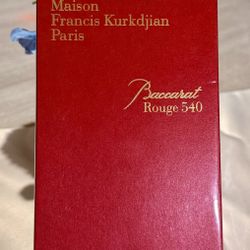 Maison
Francis Kurkdjian
Paris
Baccarat
Rouge 540